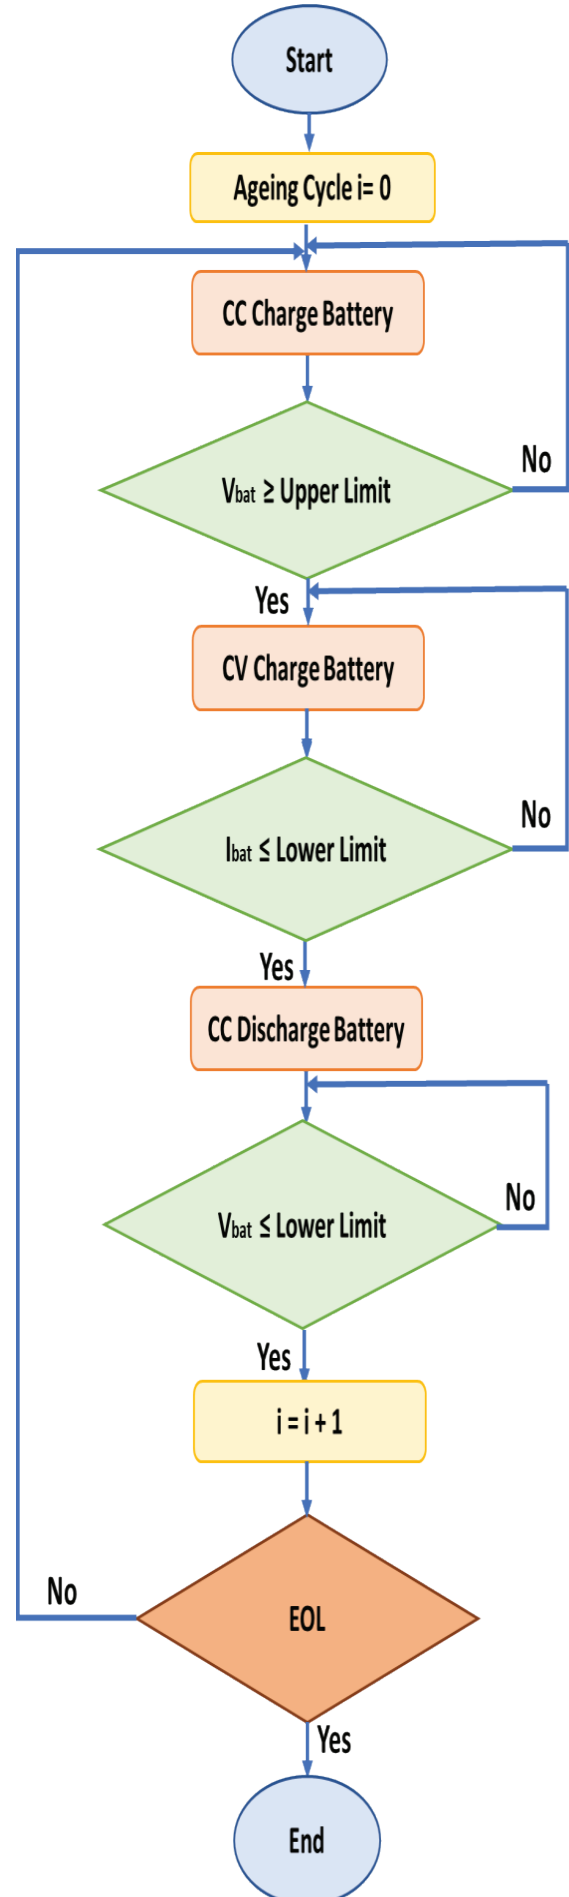 Start
Ageing Cycle i= 0
CC Charge Battery
Vbat ≥ Upper Limit
No
Yes
CV Charge Battery
Ibat ≤ Lower Limit
No
Yes
CC Discharge Battery
Vbat ≤ Lower Limit
No
Yes
i = i + 1
EOL
No
Yes
End